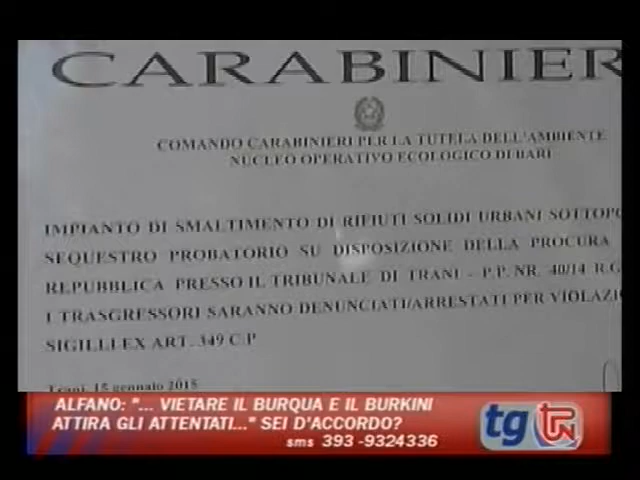 CARABINIER
COMANDO CARABINIERI PER LA TUTELA DELL'AMBIENTE
NUCLEO OPERATIVO ECOLOGICO DI BARI
IMPIANTO DI SMALTIMENTO DI RIFIUTI SOLIDI URBANI SOTTOPO
SEQUESTRO PROBATORIO SU DISPOSIZIONE DELLA PROCURA
REPUBBLICA PRESSO IL TRIBUNALE DI TRANI - P.P. NR. 40/14 R.G
I TRASGRESSORI SARANNO DENUNCIATI/ARRESTATI PER VIOLAZI
SIGILLI EX ART. 349 C.P
Trani, 15 gennaio 2015
ALFANO: "... VIETARE IL BURQUA E IL BURKINI
ATTIRA GLI ATTENTATI..." SEI D'ACCORDO?
sms 393 -9324336
tg TRN